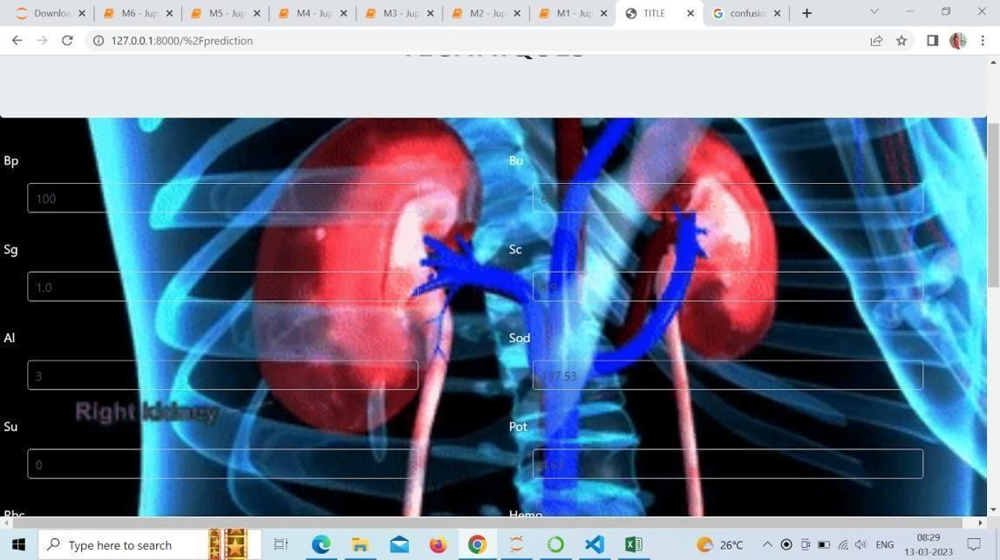 Downloa
M6 - Jup
M5 - Jup
M4 - Jup
M3 - Jup
M2 - Jup
M1 - Jup
TITLE
confusio
127.0.0.1:8000/%2Fprediction
Bp
Bu
100
6
Sg
Sc
1.0
1.9
Al
Sod
3
137.53
Right kidney
Su
Pot
0
4.63
Rbc
Hemo
Type here to search
26°C
ENG
08:29
13-03-2023